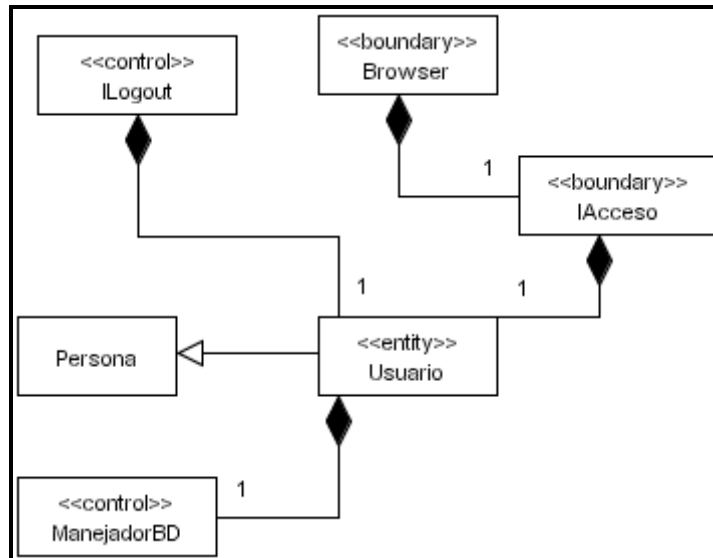 <<control>>
ILogout
<<boundary>>
Browser
1
<<boundary>>
IAcceso
1
1
Persona
<<entity>>
Usuario
1
<<control>>
ManejadorBD